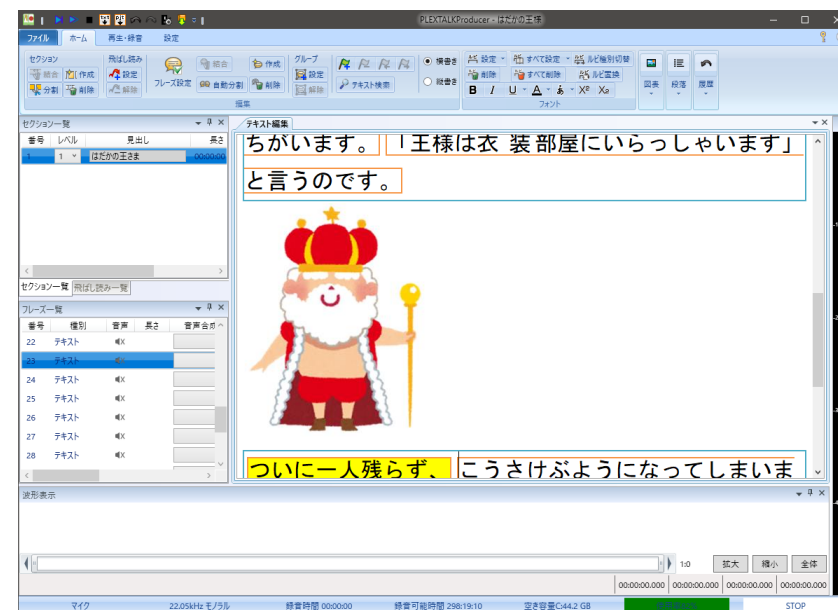 PLEXTALKProducer - はだかの王様
ファイル ホーム 再生・録音 設定
セクション 飛ばし読み 結合 作成 グループ 横書き 設定 すべて設定 ルビ種別切替
結合 作成 設定 フレーズ設定 設定 削除 すべて削除 ルビ置換 図表 段落 履歴
分割 削除 解除 自動分割 削除 解除 テキスト検索 縦書き B I U A X² X₂
編集 フォント
セクション一覧
番号 レベル 見出し 長さ
1 1 はだかの王さま 00:00:00
セクション一覧 飛ばし読み一覧
フレーズ一覧
番号 種別 音声 長さ 音声合成
22 テキスト
23 テキスト
24 テキスト
25 テキスト
26 テキスト
27 テキスト
28 テキスト
テキスト編集
ちがいます。 「王様は衣 装 部屋にいらっしゃいます」
と言うのです。
ついに一人残らず、 こうさけぶようになってしまいま
波形表示
1:0 拡大 縮小 全体
00:00:00.000 00:00:00.000 00:00:00.000 00:00:00.000
マイク 22.05kHz モノラル 録音時間 00:00:00 録音可能時間 298:19:10 空き容量C:44.2 GB STOP